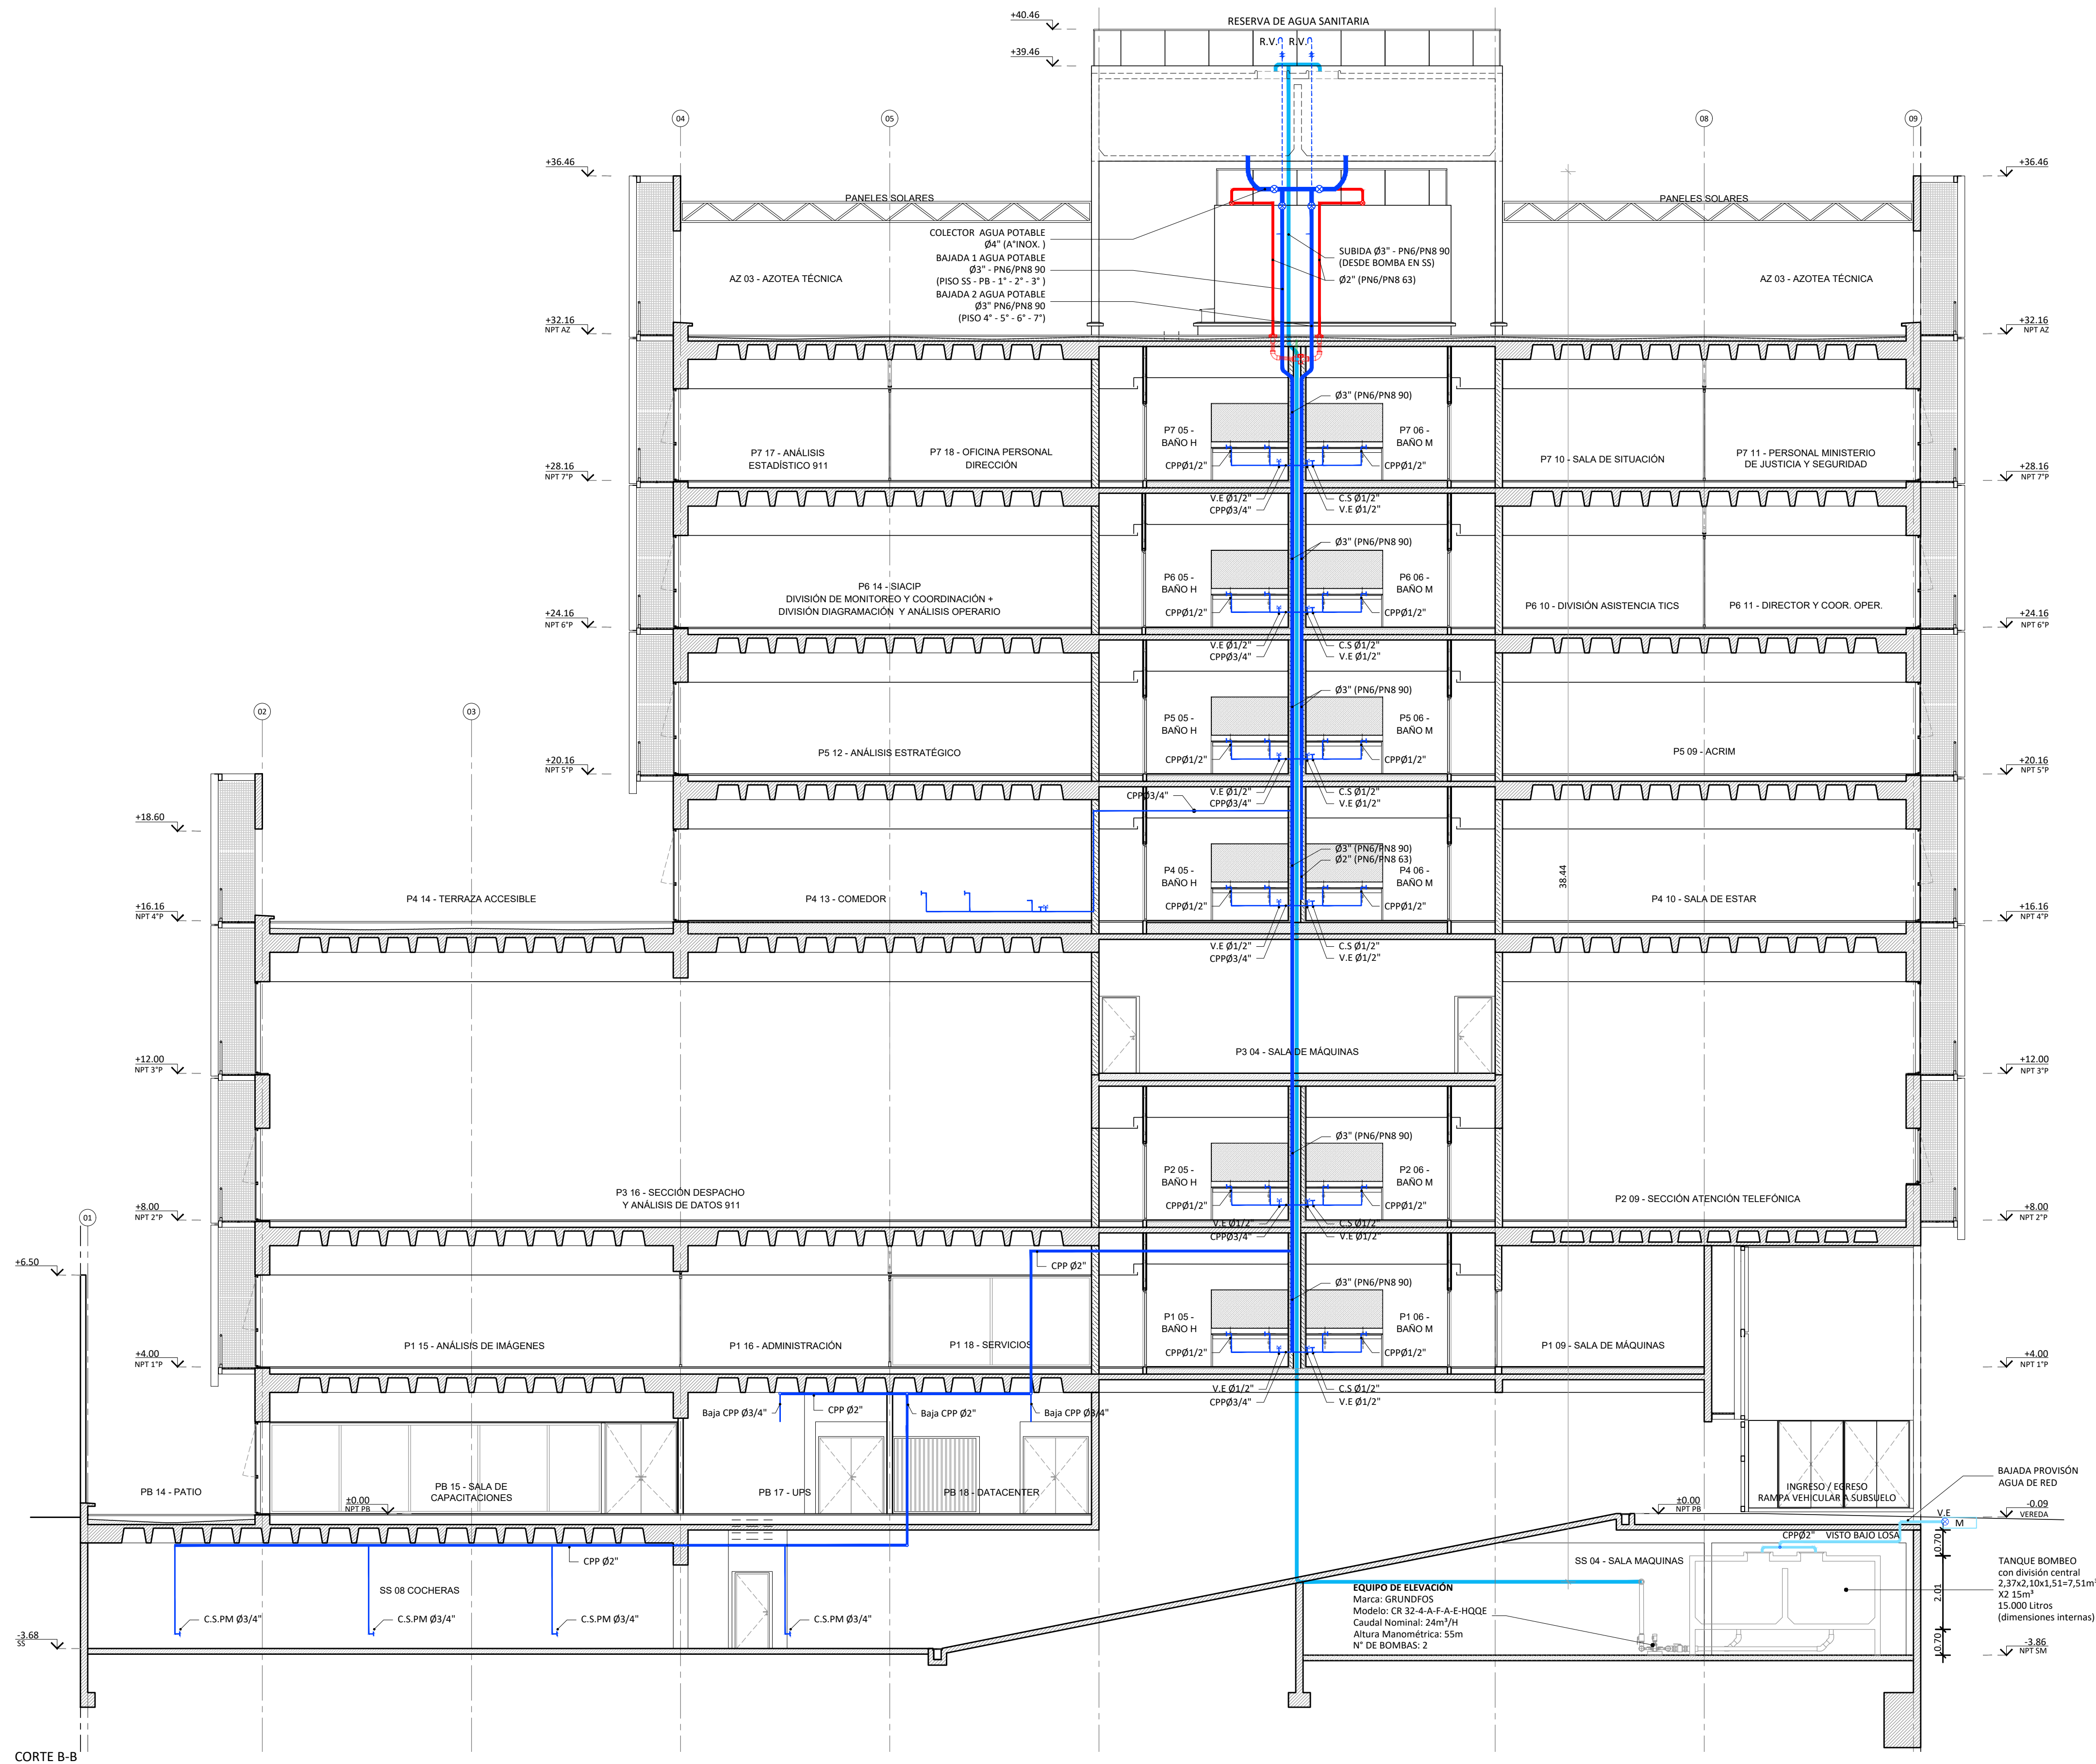 +40.46
RESERVA DE AGUA SANITARIA
R.V. R.V.
+39.46
04
05
08
09
+36.46
+36.46
PANELES SOLARES
PANELES SOLARES
COLECTOR AGUA POTABLE
Ø4" (A°INOX. )
BAJADA 1 AGUA POTABLE
Ø3" - PN6/PN8 90
(PISO SS - PB - 1° - 2° - 3° )
BAJADA 2 AGUA POTABLE
Ø3" PN6/PN8 90
(PISO 4° - 5° - 6° - 7°)
SUBIDA Ø3" - PN6/PN8 90
(DESDE BOMBA EN SS)
Ø2" (PN6/PN8 63)
AZ 03 - AZOTEA TÉCNICA
AZ 03 - AZOTEA TÉCNICA
+32.16
NPT AZ
+32.16
NPT AZ
Ø3" (PN6/PN8 90)
P7 05 -
BAÑO H
P7 06 -
BAÑO M
P7 17 - ANÁLISIS
ESTADÍSTICO 911
P7 18 - OFICINA PERSONAL
DIRECCIÓN
P7 10 - SALA DE SITUACIÓN
P7 11 - PERSONAL MINISTERIO
DE JUSTICIA Y SEGURIDAD
CPPØ1/2"
CPPØ1/2"
+28.16
NPT 7°P
+28.16
NPT 7°P
V.E Ø1/2"
CPPØ3/4"
C.S Ø1/2"
V.E Ø1/2"
Ø3" (PN6/PN8 90)
P6 05 -
BAÑO H
P6 06 -
BAÑO M
P6 14 - SIACIP
DIVISIÓN DE MONITOREO Y COORDINACIÓN +
DIVISIÓN DIAGRAMACIÓN Y ANÁLISIS OPERARIO
P6 10 - DIVISIÓN ASISTENCIA TICS
P6 11 - DIRECTOR Y COOR. OPER.
CPPØ1/2"
CPPØ1/2"
+24.16
NPT 6°P
+24.16
NPT 6°P
V.E Ø1/2"
CPPØ3/4"
C.S Ø1/2"
V.E Ø1/2"
Ø3" (PN6/PN8 90)
02
03
P5 05 -
BAÑO H
P5 06 -
BAÑO M
P5 12 - ANÁLISIS ESTRATÉGICO
P5 09 - ACRIM
CPPØ1/2"
CPPØ1/2"
+20.16
NPT 5°P
+20.16
NPT 5°P
V.E Ø1/2"
CPPØ3/4"
C.S Ø1/2"
V.E Ø1/2"
CPPØ3/4"
+18.60
Ø3" (PN6/PN8 90)
Ø2" (PN6/PN8 63)
38.44
P4 05 -
BAÑO H
P4 06 -
BAÑO M
P4 14 - TERRAZA ACCESIBLE
P4 13 - COMEDOR
P4 10 - SALA DE ESTAR
CPPØ1/2"
CPPØ1/2"
+16.16
NPT 4°P
+16.16
NPT 4°P
V.E Ø1/2"
CPPØ3/4"
C.S Ø1/2"
V.E Ø1/2"
P3 04 - SALA DE MÁQUINAS
+12.00
NPT 3°P
+12.00
NPT 3°P
Ø3" (PN6/PN8 90)
P2 05 -
BAÑO H
P2 06 -
BAÑO M
P3 16 - SECCIÓN DESPACHO
Y ANÁLISIS DE DATOS 911
P2 09 - SECCIÓN ATENCIÓN TELEFÓNICA
CPPØ1/2"
CPPØ1/2"
01
+8.00
NPT 2°P
+8.00
NPT 2°P
V.E Ø1/2"
CPPØ3/4"
C.S Ø1/2"
V.E Ø1/2"
+6.50
CPP Ø2"
Ø3" (PN6/PN8 90)
P1 05 -
BAÑO H
P1 06 -
BAÑO M
P1 15 - ANÁLISIS DE IMÁGENES
P1 16 - ADMINISTRACIÓN
P1 18 - SERVICIOS
P1 09 - SALA DE MÁQUINAS
CPPØ1/2"
CPPØ1/2"
+4.00
NPT 1°P
+4.00
NPT 1°P
V.E Ø1/2"
CPPØ3/4"
C.S Ø1/2"
V.E Ø1/2"
Baja CPP Ø3/4"
CPP Ø2"
Baja CPP Ø2"
Baja CPP Ø3/4"
PB 14 - PATIO
PB 15 - SALA DE
CAPACITACIONES
PB 17 - UPS
PB 18 - DATACENTER
INGRESO / EGRESO
RAMPA VEHICULAR A SUBSUELO
BAJADA PROVISÓN
AGUA DE RED
±0.00
NPT PB
±0.00
NPT PB
-0.09
VEREDA
V.E
M
CPPØ2" VISTO BAJO LOSA
0.70
CPP Ø2"
SS 08 COCHERAS
SS 04 - SALA MAQUINAS
TANQUE BOMBEO
con división central
2,37x2,10x1,51=7,51m³
X2 15m³
15.000 Litros
(dimensiones internas)
2.01
EQUIPO DE ELEVACIÓN
Marca: GRUNDFOS
Modelo: CR 32-4-A-F-A-E-HQQE
Caudal Nominal: 24m³/H
Altura Manométrica: 55m
N° DE BOMBAS: 2
C.S.PM Ø3/4"
C.S.PM Ø3/4"
C.S.PM Ø3/4"
C.S.PM Ø3/4"
-3.68
SS
0.70
-3.86
NPT SM
CORTE B-B